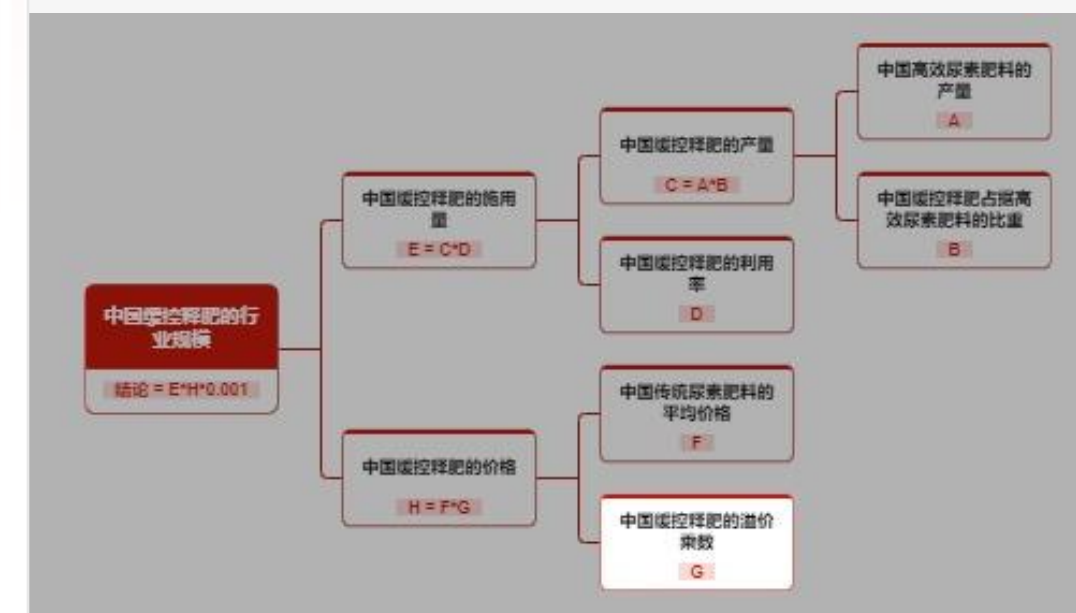 中国高效尿素肥料的
产量
A
中国缓控释肥的产量
C = A*B
中国缓控释肥的施用
量
E = C*D
中国缓控释肥占据高
效尿素肥料的比重
B
中国缓控释肥的利用
率
D
中国缓控释肥的行
业规模
结论 = E*H*0.001
中国传统尿素肥料的
平均价格
F
中国缓控释肥的价格
H = F*G
中国缓控释肥的溢价
乘数
G